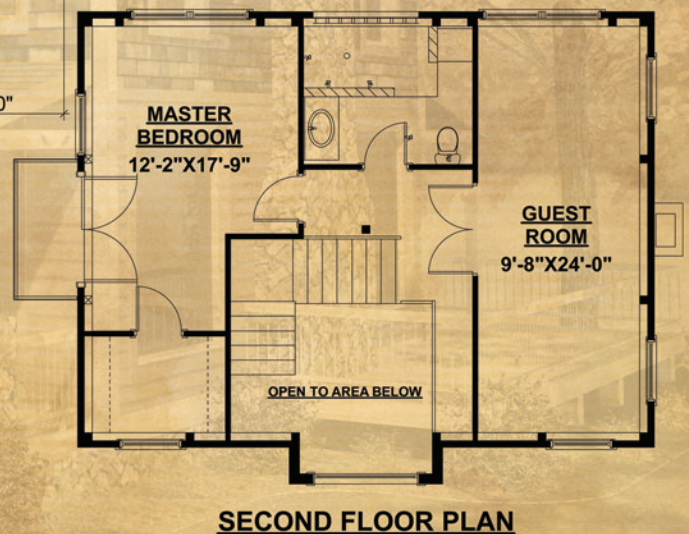 0"
MASTER
BEDROOM
12'-2"X17'-9"
GUEST
ROOM
9'-8"X24'-0"
OPEN TO AREA BELOW
SECOND FLOOR PLAN